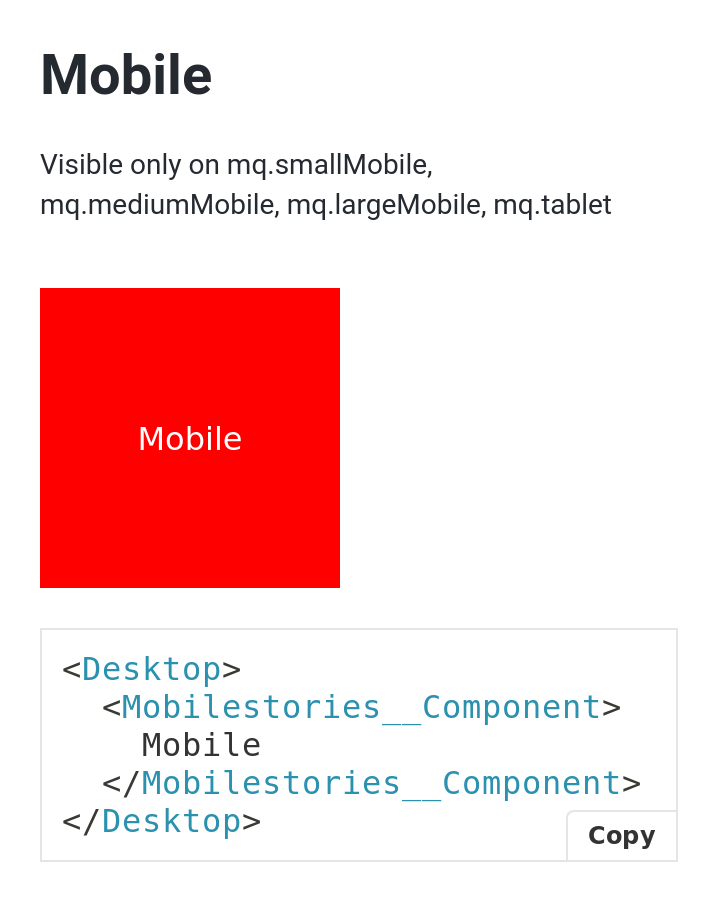 Mobile
Visible only on mq.smallMobile,
mq.mediumMobile, mq.largeMobile, mq.tablet
Mobile
<Desktop>
  <Mobilestories__Component>
    Mobile
  </Mobilestories__Component>
</Desktop>
Copy